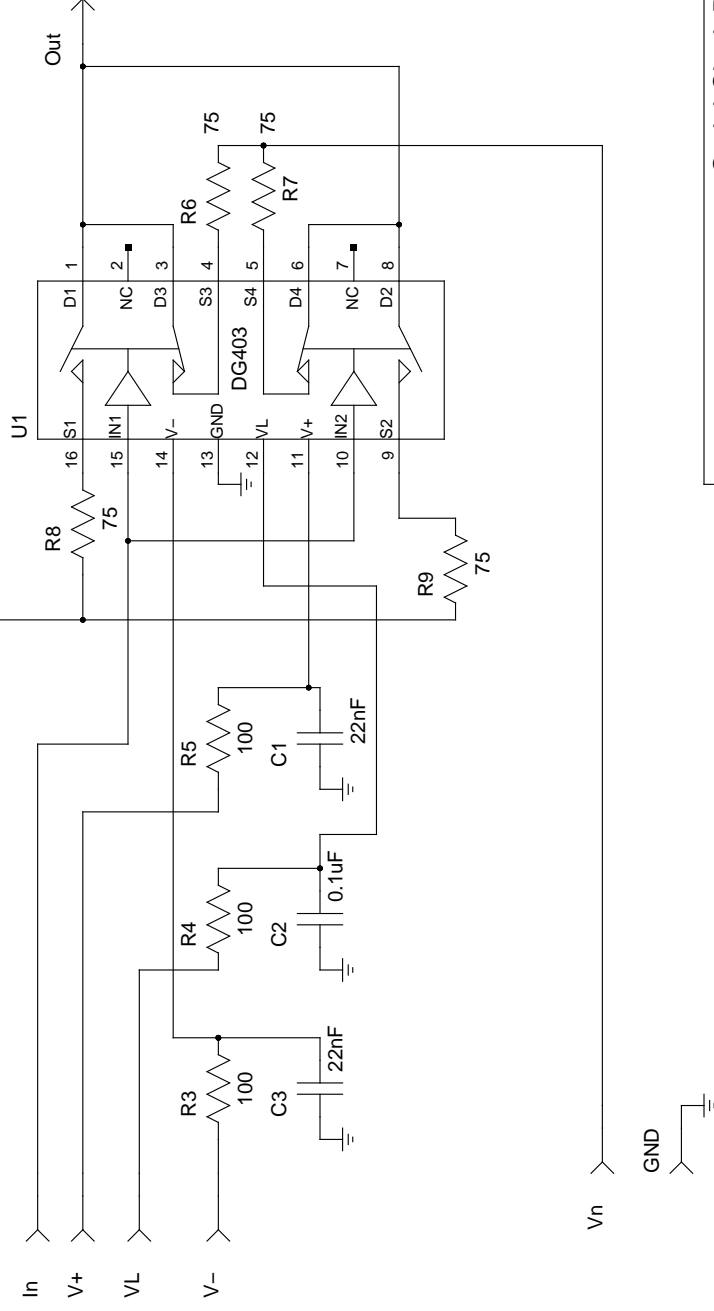 In
V+
VL
V−
Vn
GND
R3
100
C3
22nF
R4
100
C2
0.1uF
R5
100
C1
22nF
R8
75
R9
75
U1
DG403
16
S1
15
IN1
14
V−
13
GND
12
VL
11
V+
10
IN2
9
S2
D1
1
NC
2
D3
3
S3
4
S4
5
D4
6
NC
7
D2
8
R6
75
R7
75
Out